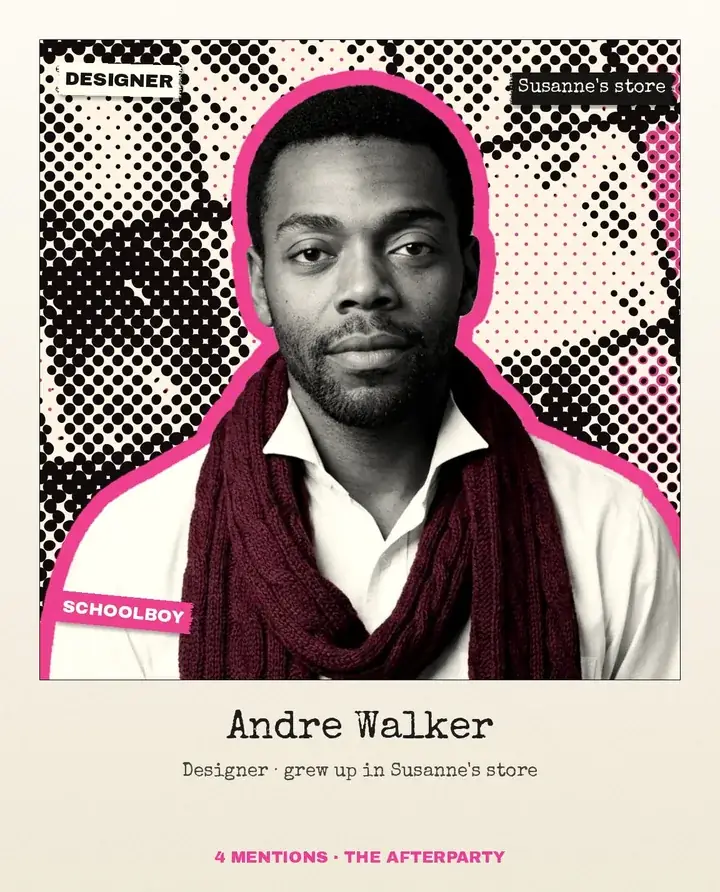 DESIGNER
Susanne's store
SCHOOLBOY
Andre Walker
Designer · grew up in Susanne's store
4 MENTIONS · THE AFTERPARTY